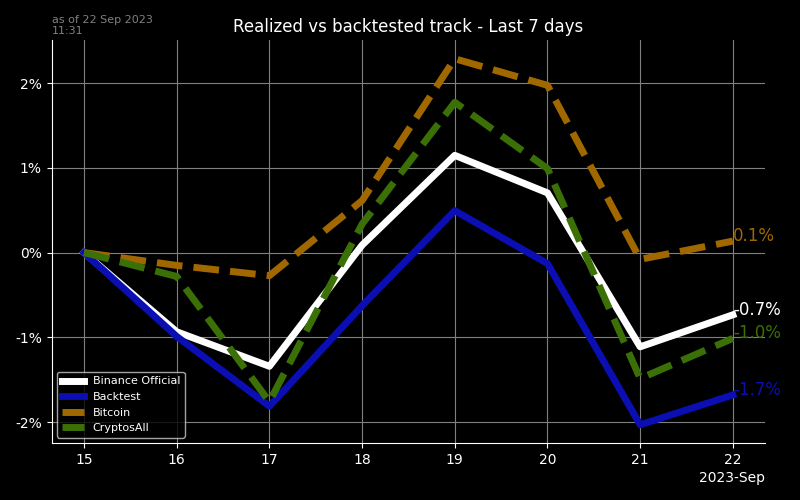 as of 22 Sep 2023
11:31
Realized vs backtested track - Last 7 days
2%
1%
0%
-1%
-2%
0.1%
-0.7%
-1.0%
-1.7%
Binance Official
Backtest
Bitcoin
CryptosAll
15 16 17 18 19 20 21 22
2023-Sep